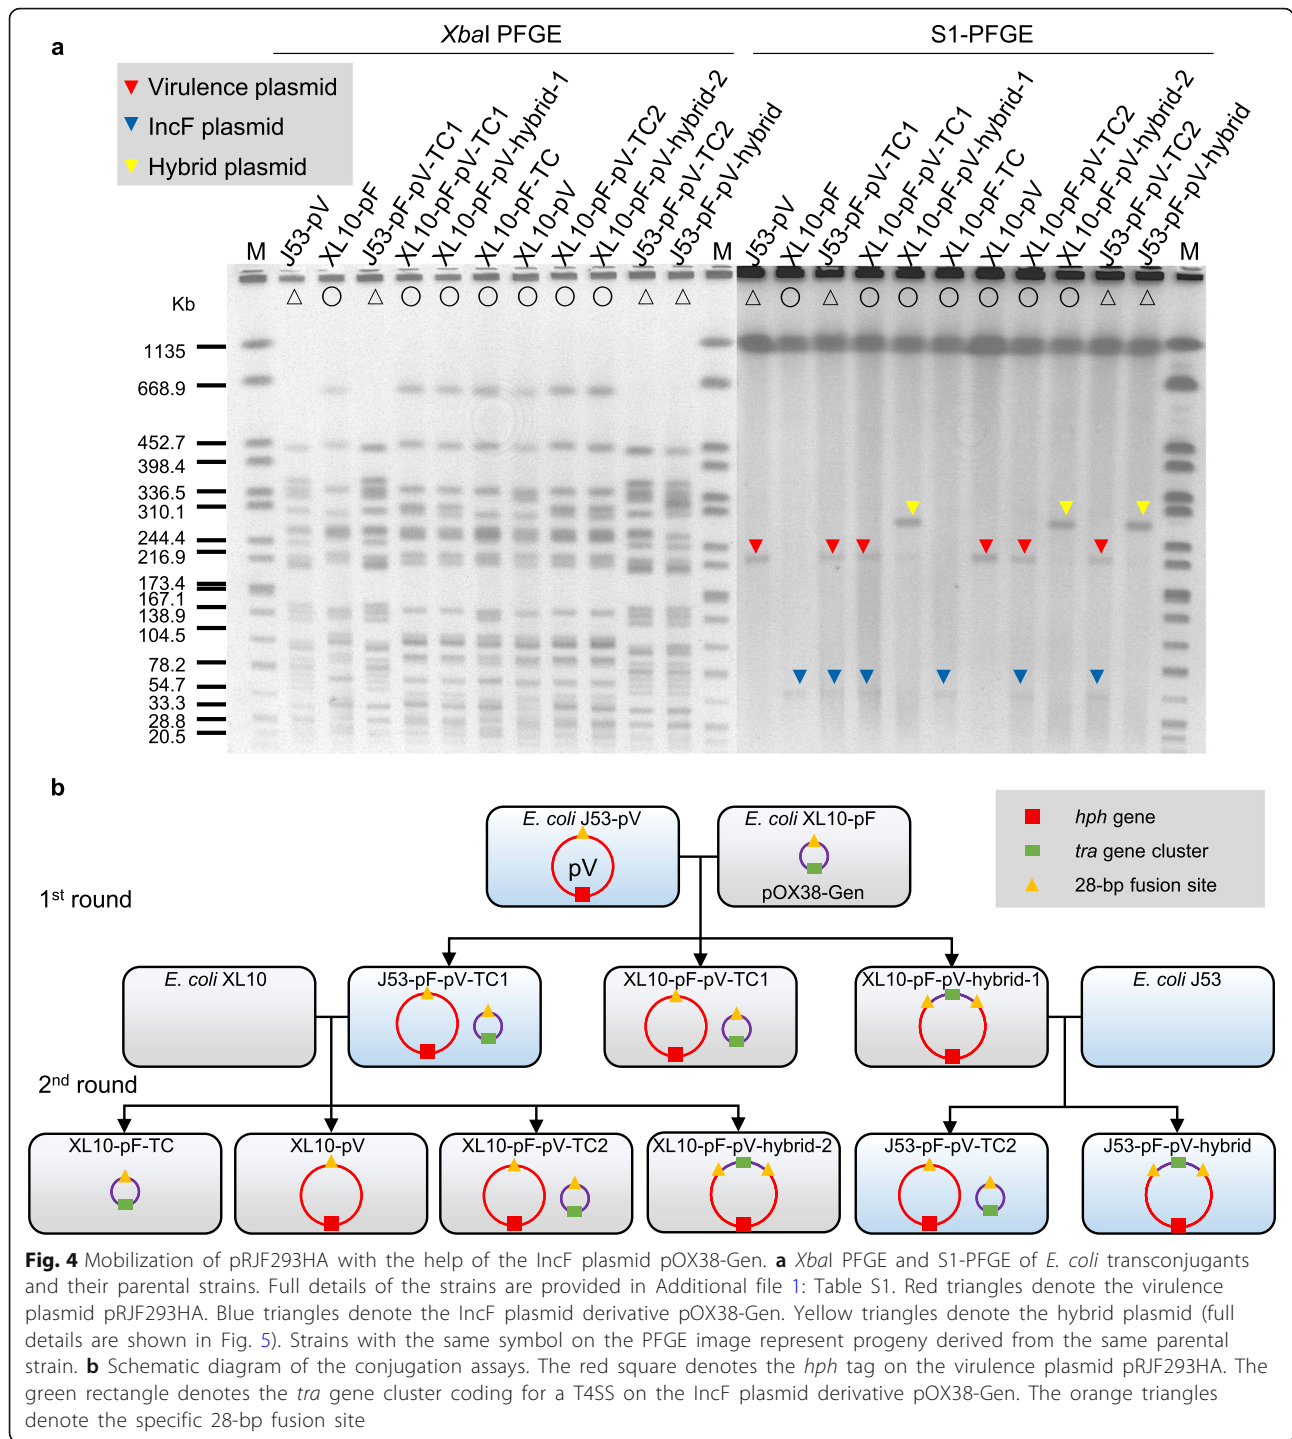 a
XbaI PFGE
S1-PFGE
Virulence plasmid
IncF plasmid
Hybrid plasmid
M
J53-pV
XL10-pF
J53-pF-pV-TC1
XL10-pF-pV-TC1
XL10-pF-pV-hybrid-1
XL10-pF-TC
XL10-pV
XL10-pF-pV-TC2
XL10-pF-pV-hybrid-2
J53-pF-pV-TC2
J53-pF-pV-hybrid
M
J53-pV
XL10-pF
J53-pF-pV-TC1
XL10-pF-pV-TC1
XL10-pF-pV-hybrid-1
XL10-pF-TC
XL10-pV
XL10-pF-pV-TC2
XL10-pF-pV-hybrid-2
J53-pF-pV-TC2
J53-pF-pV-hybrid
M
Kb
1135
668.9
452.7
398.4
336.5
310.1
244.4
216.9
173.4
167.1
138.9
104.5
78.2
54.7
33.3
28.8
20.5
b
E. coli J53-pV
pV
E. coli XL10-pF
pOX38-Gen
hph gene
tra gene cluster
28-bp fusion site
1st round
E. coli XL10
J53-pF-pV-TC1
XL10-pF-pV-TC1
XL10-pF-pV-hybrid-1
E. coli J53
2nd round
XL10-pF-TC
XL10-pV
XL10-pF-pV-TC2
XL10-pF-pV-hybrid-2
J53-pF-pV-TC2
J53-pF-pV-hybrid
Fig. 4 Mobilization of pRJF293HA with the help of the IncF plasmid pOX38-Gen. a XbaI PFGE and S1-PFGE of E. coli transconjugants
and their parental strains. Full details of the strains are provided in Additional file 1: Table S1. Red triangles denote the virulence
plasmid pRJF293HA. Blue triangles denote the IncF plasmid derivative pOX38-Gen. Yellow triangles denote the hybrid plasmid (full
details are shown in Fig. 5). Strains with the same symbol on the PFGE image represent progeny derived from the same parental
strain. b Schematic diagram of the conjugation assays. The red square denotes the hph tag on the virulence plasmid pRJF293HA. The
green rectangle denotes the tra gene cluster coding for a T4SS on the IncF plasmid derivative pOX38-Gen. The orange triangles
denote the specific 28-bp fusion site